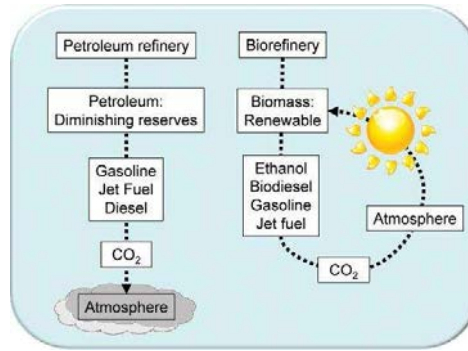 Petroleum refinery
Petroleum:
Diminishing reserves
Gasoline
Jet Fuel
Diesel
CO₂
Atmosphere
Biorefinery
Biomass:
Renewable
Ethanol
Biodiesel
Gasoline
Jet fuel
CO₂
Atmosphere